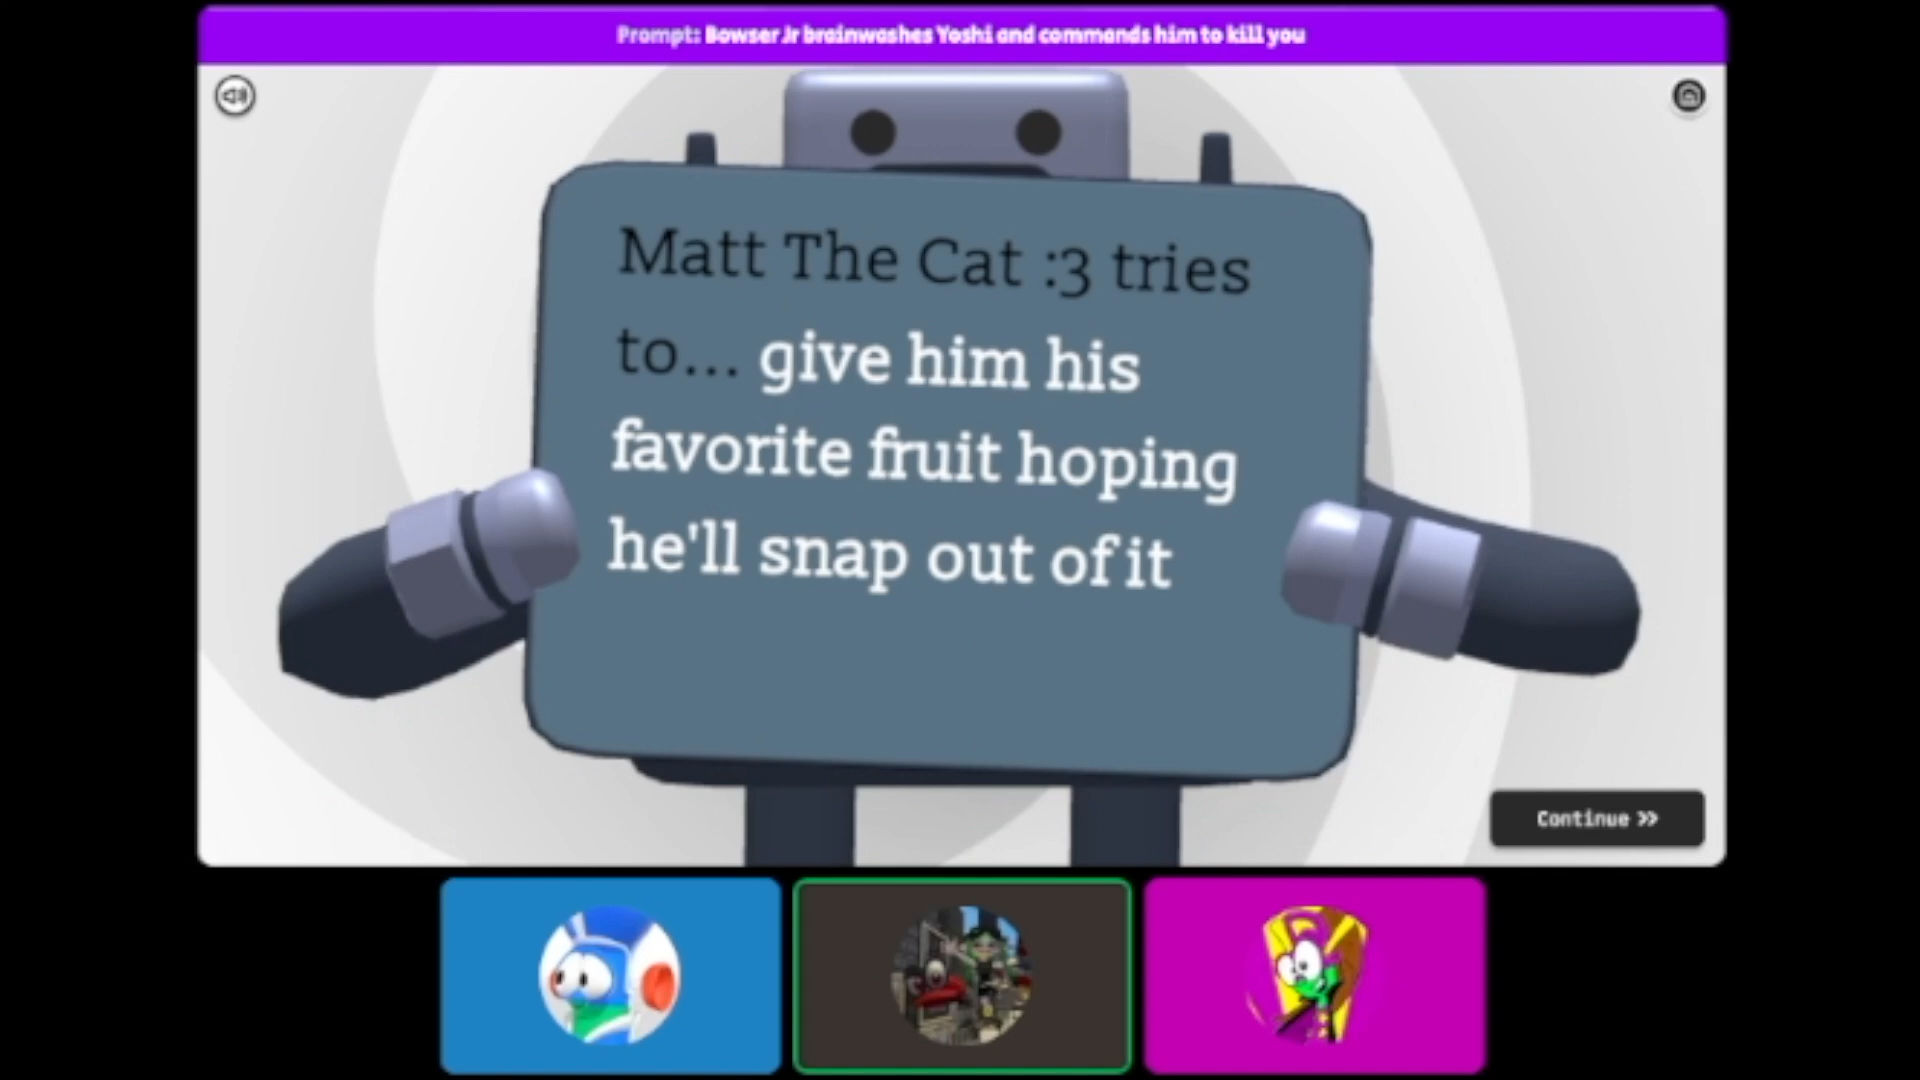 Prompt: Bowser Jr brainwashes Yoshi and commands him to kill you
Matt The Cat :3 tries
to... give him his
favorite fruit hoping
he'll snap out of it
Continue